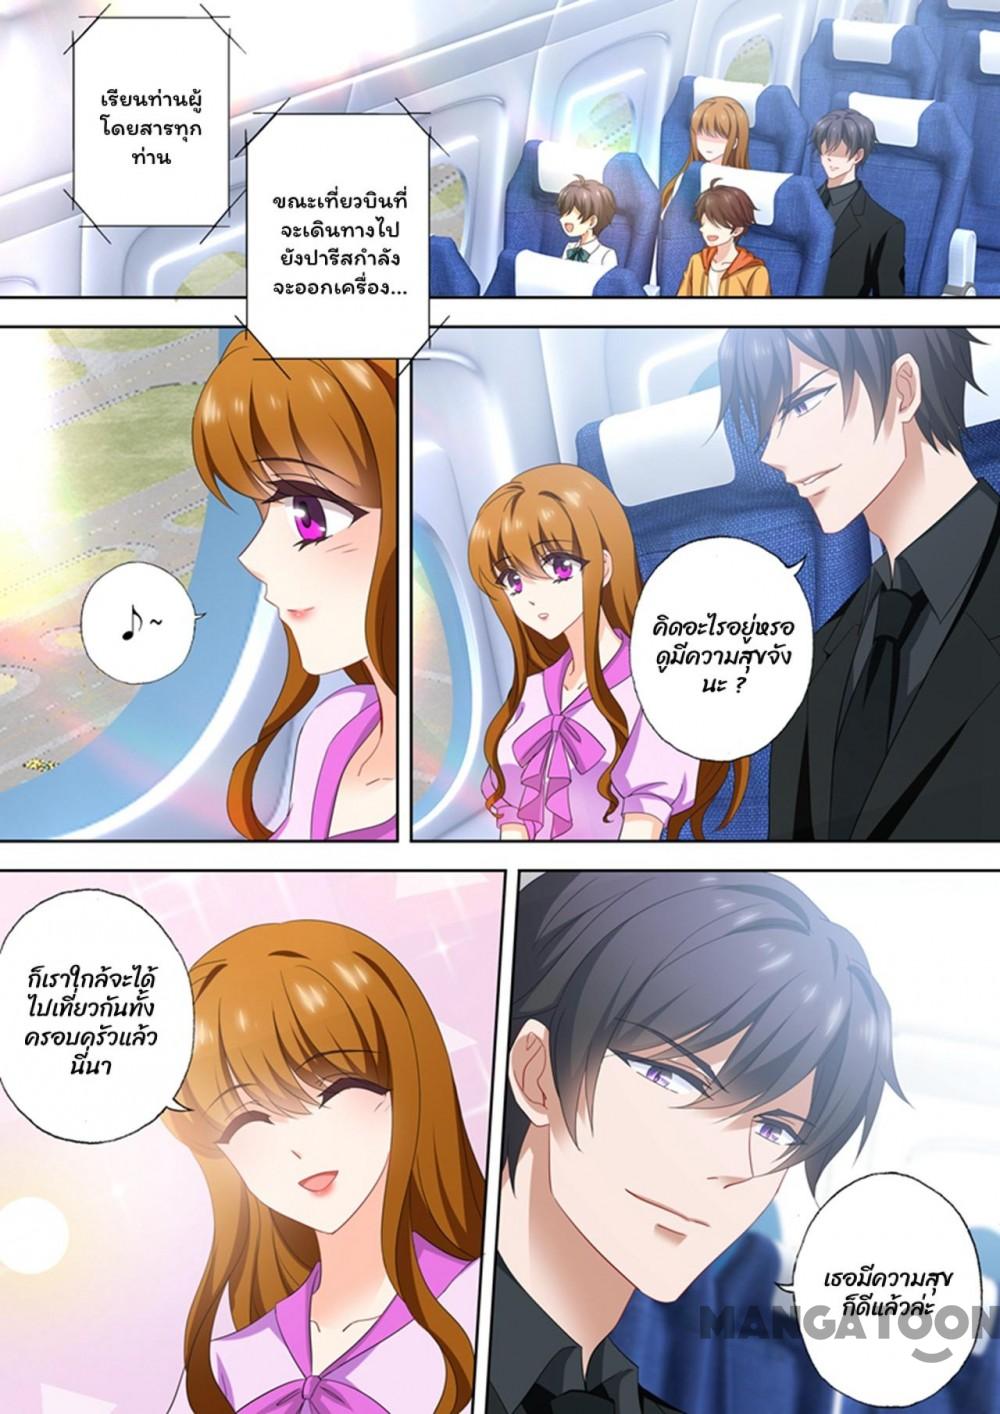 เรียนท่านผู้
โดยสารทุก
ท่าน
ขณะเที่ยวบินที่
จะเดินทางไป
ยังปารีสกำลัง
จะออกเครื่อง...
คิดอะไรอยู่หรอ
ดูมีความสุขจัง
นะ ?
♪~
ก็เราใกล้จะได้
ไปเที่ยวกันทั้ง
ครอบครัวแล้ว
นี่นา
เธอมีความสุข
ก็ดีแล้วล่ะ
MANGATOON